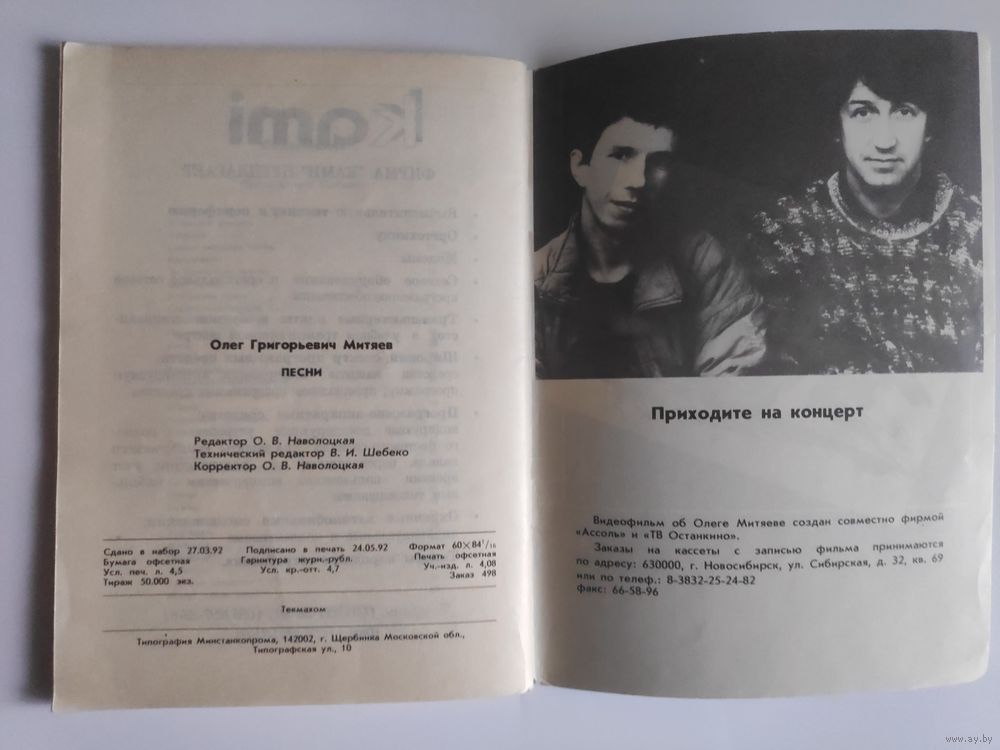 Олег Григорьевич Митяев
ПЕСНИ
Редактор О. В. Наволоцкая
Технический редактор В. И. Шебеко
Корректор О. В. Наволоцкая
Сдано в набор 27.03.92 Подписано в печать 24.05.92 Формат 60×84¹/₁₆
Бумага офсетная Гарнитура журн.-рубл. Печать офсетная
Усл. печ. л. 4,5 Усл. кр.-отт. 4,7 Уч.-изд. л. 4,08
Тираж 50.000 экз. Заказ 498
Текмахом
Типография Минстанкопрома, 142002, г. Щербинка Московской обл.,
Типографская ул., 10
Приходите на концерт
Видеофильм об Олеге Митяеве создан совместно фирмой
«Ассоль» и «ТВ Останкино».
Заказы на кассеты с записью фильма принимаются
по адресу: 630000, г. Новосибирск, ул. Сибирская, д. 32, кв. 69
или по телеф.: 8-3832-25-24-82
факс: 66-58-96
www.ay.by